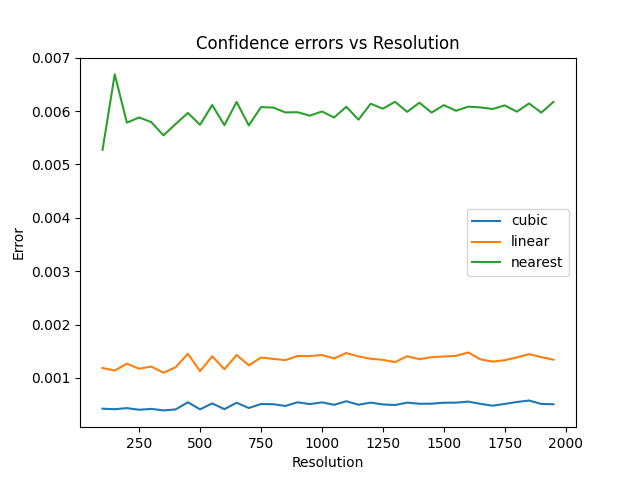 Confidence errors vs Resolution
0.007
0.006
0.005
0.004
0.003
0.002
0.001
Error
cubic
linear
nearest
250 500 750 1000 1250 1500 1750 2000
Resolution